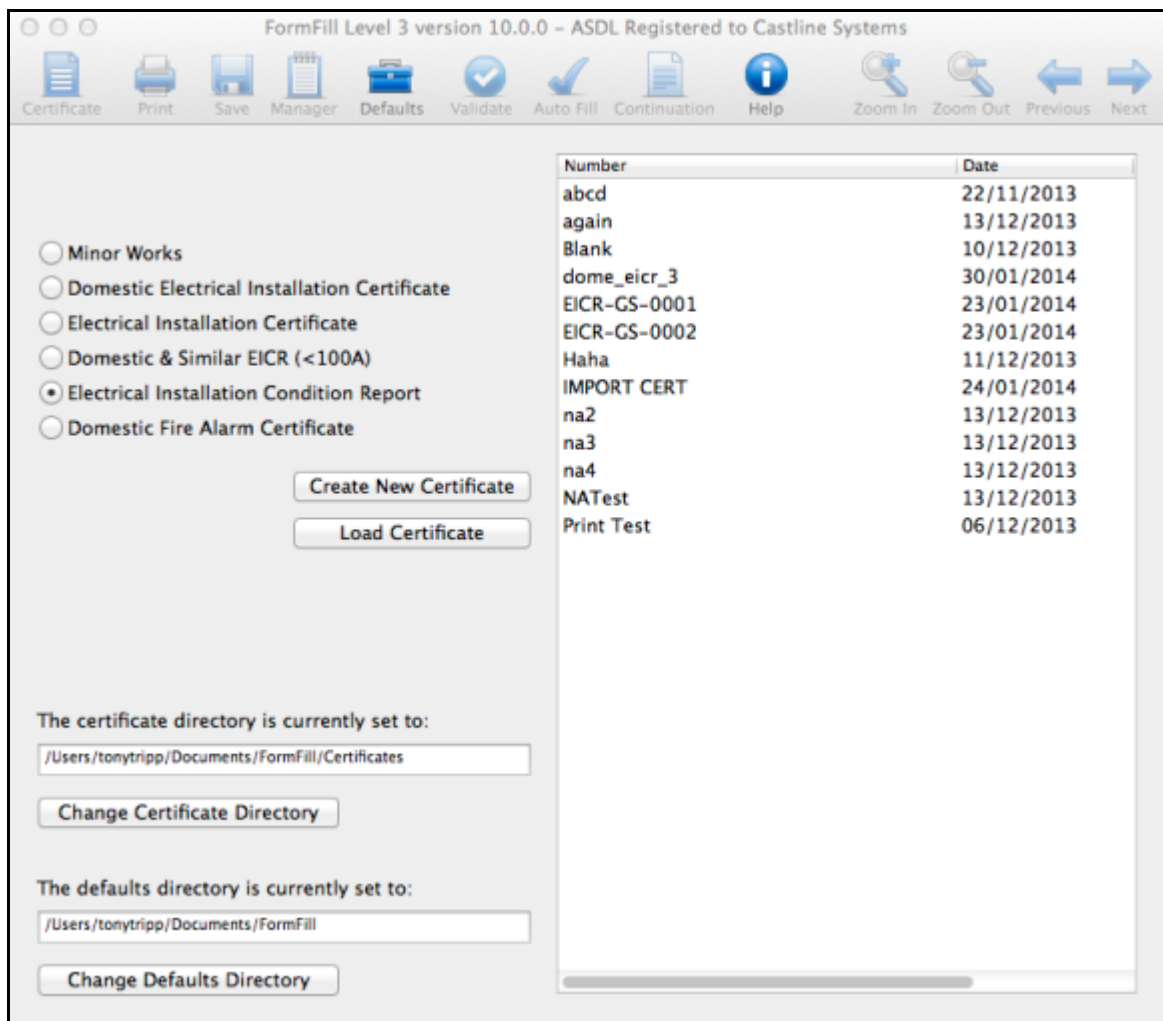 FormFill Level 3 version 10.0.0 – ASDL Registered to Castline Systems
Certificate Print Save Manager Defaults Validate Auto Fill Continuation Help Zoom In Zoom Out Previous Next
Minor Works
Domestic Electrical Installation Certificate
Electrical Installation Certificate
Domestic & Similar EICR (<100A)
Electrical Installation Condition Report
Domestic Fire Alarm Certificate
Create New Certificate
Load Certificate
The certificate directory is currently set to:
/Users/tonytripp/Documents/FormFill/Certificates
Change Certificate Directory
The defaults directory is currently set to:
/Users/tonytripp/Documents/FormFill
Change Defaults Directory
Number Date
abcd 22/11/2013
again 13/12/2013
Blank 10/12/2013
dome_eicr_3 30/01/2014
EICR-GS-0001 23/01/2014
EICR-GS-0002 23/01/2014
Haha 11/12/2013
IMPORT CERT 24/01/2014
na2 13/12/2013
na3 13/12/2013
na4 13/12/2013
NATest 13/12/2013
Print Test 06/12/2013